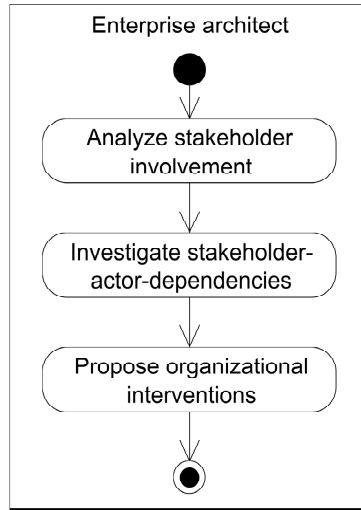 Enterprise architect
Analyze stakeholder
involvement
Investigate stakeholder-
actor-dependencies
Propose organizational
interventions